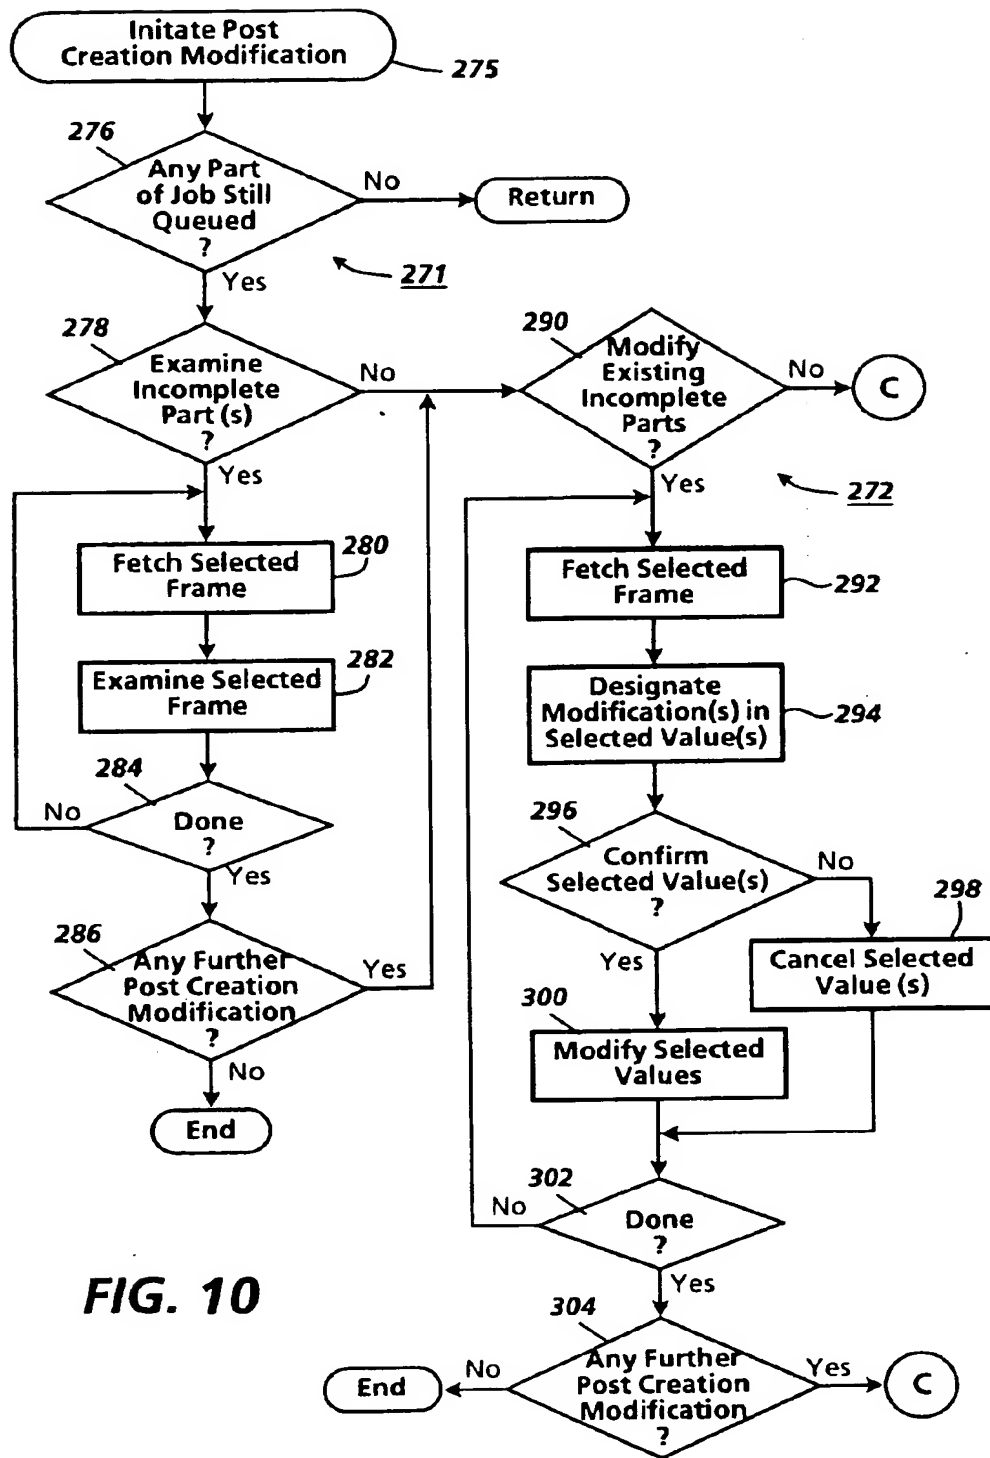 Initate Post
Creation Modification
275
276
Any Part
of Job Still
Queued
?
No
Return
Yes
271
278
Examine
Incomplete
Part (s)
?
No
Yes
290
Modify
Existing
Incomplete
Parts
?
No
C
Yes
272
Fetch Selected
Frame
280
Examine Selected
Frame
282
284
Done
?
No
Yes
286
Any Further
Post Creation
Modification
?
Yes
No
End
Fetch Selected
Frame
292
Designate
Modification(s) in
Selected Value(s)
294
296
Confirm
Selected Value(s)
?
No
Yes
298
Cancel Selected
Value (s)
300
Modify Selected
Values
302
Done
?
No
Yes
304
Any Further
Post Creation
Modification
?
No
End
Yes
C
FIG. 10